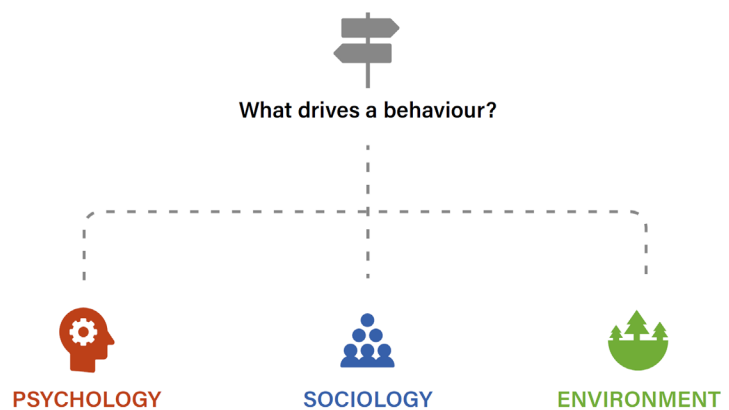 What drives a behaviour?
PSYCHOLOGY
SOCIOLOGY
ENVIRONMENT